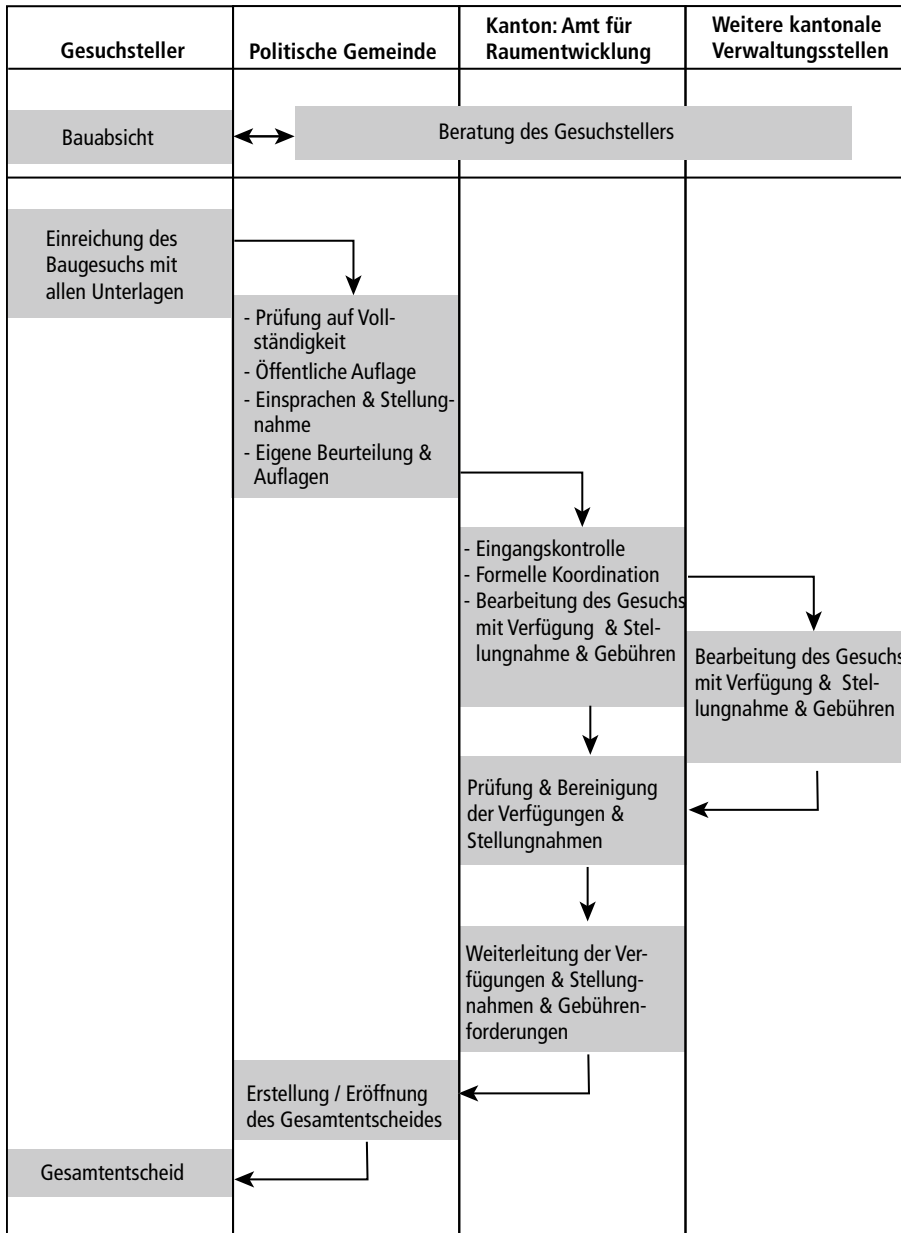 Gesuchsteller
Politische Gemeinde
Kanton: Amt für
Raumentwicklung
Weitere kantonale
Verwaltungsstellen
Bauabsicht
Beratung des Gesuchstellers
Einreichung des
Baugesuchs mit
allen Unterlagen
- Prüfung auf Voll-
ständigkeit
- Öffentliche Auflage
- Einsprachen & Stellung-
nahme
- Eigene Beurteilung &
Auflagen
- Eingangskontrolle
- Formelle Koordination
- Bearbeitung des Gesuchs
mit Verfügung & Stel-
lungnahme & Gebühren
Bearbeitung des Gesuchs
mit Verfügung & Stel-
lungnahme & Gebühren
Prüfung & Bereinigung
der Verfügungen &
Stellungnahmen
Weiterleitung der Ver-
fügungen & Stellung-
nahmen & Gebühren-
forderungen
Erstellung / Eröffnung
des Gesamtentscheides
Gesamtentscheid